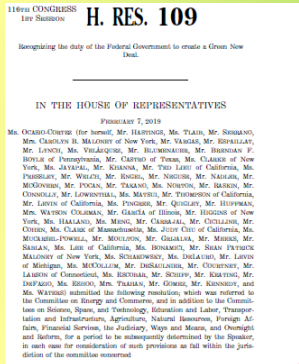 116TH CONGRESS
1ST SESSION
H. RES. 109
Recognizing the duty of the Federal Government to create a Green New
Deal.
IN THE HOUSE OF REPRESENTATIVES
FEBRUARY 7, 2019
Ms. OCASIO-CORTEZ (for herself, Mr. HASTINGS, Ms. TLAIB, Mr. SERRANO,
Mrs. CAROLYN B. MALONEY of New York, Mr. VARGAS, Mr. ESPAILLAT,
Mr. LYNCH, Ms. VELÁZQUEZ, Mr. BLUMENAUER, Mr. BRENDAN F.
BOYLE of Pennsylvania, Mr. CASTRO of Texas, Ms. CLARKE of New
York, Ms. JAYAPAL, Mr. KHANNA, Mr. TED LIEU of California, Ms.
PRESSLEY, Mr. WELCH, Mr. ENGEL, Mr. NEGUSE, Mr. NADLER, Mr.
MCGOVERN, Mr. POCAN, Mr. TAKANO, Ms. NORTON, Mr. RASKIN, Mr.
CONNOLLY, Mr. LOWENTHAL, Ms. MATSUI, Mr. THOMPSON of California,
Mr. LEVIN of California, Ms. PINGREE, Mr. QUIGLEY, Mr. HUFFMAN,
Mrs. WATSON COLEMAN, Mr. GARCÍA of Illinois, Mr. HIGGINS of New
York, Ms. HAALAND, Ms. MENG, Mr. CARBAJAL, Mr. CICILLINE, Mr.
COHEN, Ms. CLARK of Massachusetts, Ms. JUDY CHU of California, Ms.
MUCARSEL-POWELL, Mr. MOULTON, Mr. GRIJALVA, Mr. MEEKS, Mr.
SABLAN, Ms. LEE of California, Ms. BONAMICI, Mr. SEAN PATRICK
MALONEY of New York, Ms. SCHAKOWSKY, Ms. DELAURO, Mr. LEVIN
of Michigan, Ms. MCCOLLUM, Mr. DESAULNIER, Mr. COURTNEY, Mr.
LARSON of Connecticut, Ms. ESCOBAR, Mr. SCHIFF, Mr. KEATING, Mr.
DEFAZIO, Ms. ESHOO, Mrs. TRAHAN, Mr. GOMEZ, Mr. KENNEDY, and
Ms. WATERS) submitted the following resolution; which was referred to
the Committee on Energy and Commerce, and in addition to the Commit-
tees on Science, Space, and Technology, Education and Labor, Transpor-
tation and Infrastructure, Agriculture, Natural Resources, Foreign Af-
fairs, Financial Services, the Judiciary, Ways and Means, and Oversight
and Reform, for a period to be subsequently determined by the Speaker,
in each case for consideration of such provisions as fall within the juris-
diction of the committee concerned